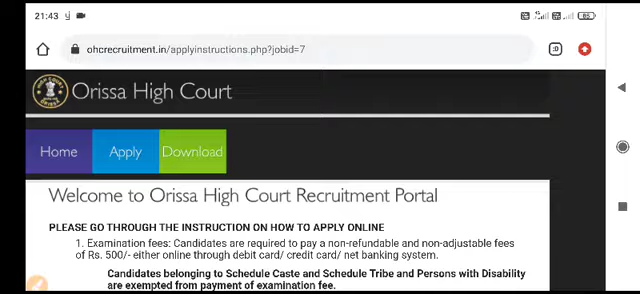 21:43
85
ohcrecruitment.in/applyinstructions.php?jobid=7
:D
Orissa High Court
Home Apply Download
Welcome to Orissa High Court Recruitment Portal
PLEASE GO THROUGH THE INSTRUCTION ON HOW TO APPLY ONLINE
1. Examination fees: Candidates are required to pay a non-refundable and non-adjustable fees
of Rs. 500/- either online through debit card/ credit card/ net banking system.
Candidates belonging to Schedule Caste and Schedule Tribe and Persons with Disability
are exempted from payment of examination fee.